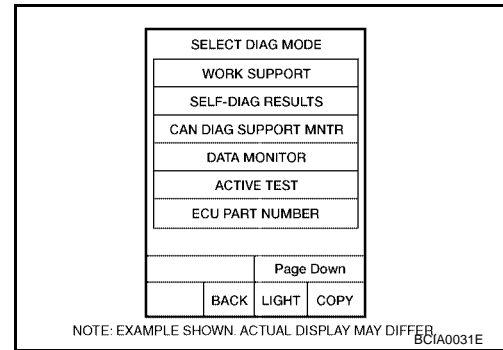 SELECT DIAG MODE
WORK SUPPORT
SELF-DIAG RESULTS
CAN DIAG SUPPORT MNTR
DATA MONITOR
ACTIVE TEST
ECU PART NUMBER
Page Down
BACK LIGHT COPY
NOTE: EXAMPLE SHOWN. ACTUAL DISPLAY MAY DIFFER.
BCIA0031E